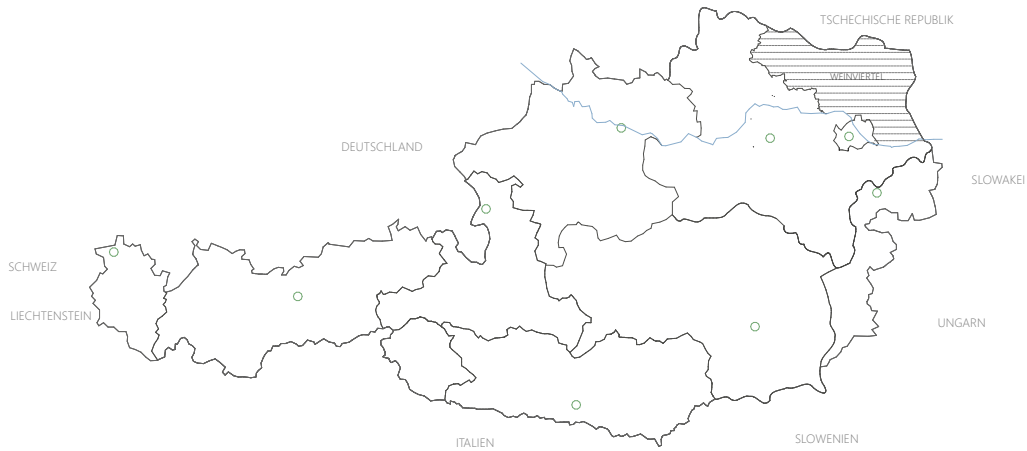 TSCHECHISCHE REPUBLIK
WEINVIERTEL
DEUTSCHLAND
SLOWAKEI
SCHWEIZ
LIECHTENSTEIN
UNGARN
ITALIEN
SLOWENIEN